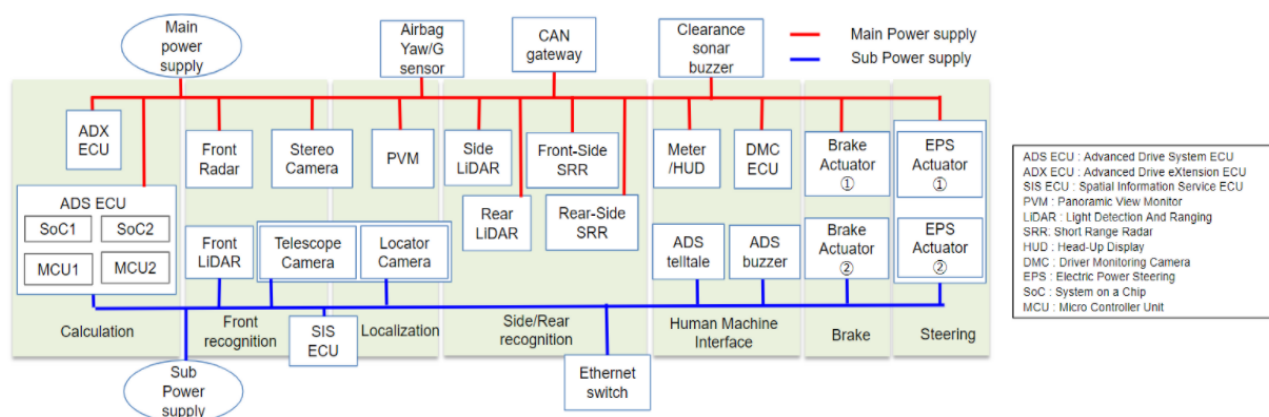 Main
power
supply
Airbag
Yaw/G
sensor
CAN
gateway
Clearance
sonar
buzzer
Main Power supply
Sub Power supply
ADX
ECU
Front
Radar
Stereo
Camera
PVM
Side
LiDAR
Front-Side
SRR
Meter
/HUD
DMC
ECU
Brake
Actuator
①
EPS
Actuator
①
Rear
LiDAR
Rear-Side
SRR
ADS ECU
SoC1
SoC2
MCU1
MCU2
Front
LiDAR
Telescope
Camera
Locator
Camera
ADS
telltale
ADS
buzzer
Brake
Actuator
②
EPS
Actuator
②
Calculation
Front
recognition
Localization
Side/Rear
recognition
Human Machine
Interface
Brake
Steering
SIS
ECU
Sub
Power
supply
Ethernet
switch
ADS ECU : Advanced Drive System ECU
ADX ECU : Advanced Drive eXtension ECU
SIS ECU : Spatial Information Service ECU
PVM : Panoramic View Monitor
LiDAR : Light Detection And Ranging
SRR: Short Range Radar
HUD : Head-Up Display
DMC : Driver Monitoring Camera
EPS : Electric Power Steering
SoC : System on a Chip
MCU : Micro Controller Unit